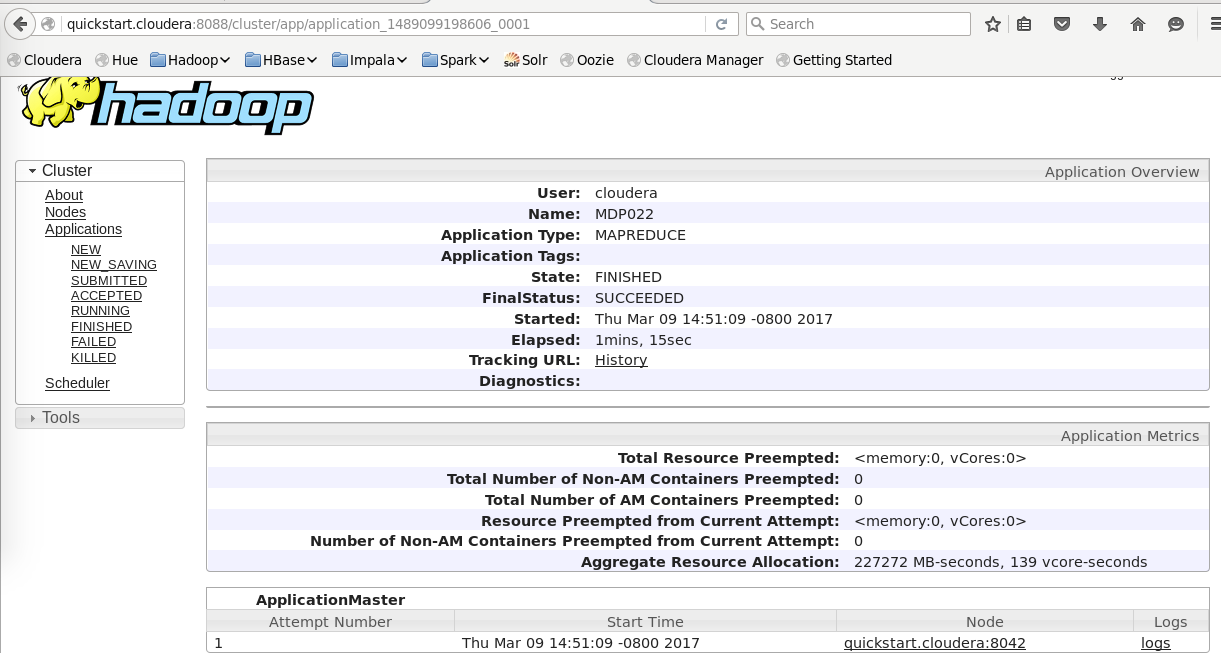 quickstart.cloudera:8088/cluster/app/application_1489099198606_0001
Search
Cloudera Hue Hadoop HBase Impala Spark Solr Oozie Cloudera Manager Getting Started
hadoop
Cluster
About
Nodes
Applications
NEW
NEW_SAVING
SUBMITTED
ACCEPTED
RUNNING
FINISHED
FAILED
KILLED
Scheduler
Tools
Application Overview
User: cloudera
Name: MDP022
Application Type: MAPREDUCE
Application Tags:
State: FINISHED
FinalStatus: SUCCEEDED
Started: Thu Mar 09 14:51:09 -0800 2017
Elapsed: 1mins, 15sec
Tracking URL: History
Diagnostics:
Application Metrics
Total Resource Preempted: <memory:0, vCores:0>
Total Number of Non-AM Containers Preempted: 0
Total Number of AM Containers Preempted: 0
Resource Preempted from Current Attempt: <memory:0, vCores:0>
Number of Non-AM Containers Preempted from Current Attempt: 0
Aggregate Resource Allocation: 227272 MB-seconds, 139 vcore-seconds
ApplicationMaster
Attempt Number Start Time Node Logs
1 Thu Mar 09 14:51:09 -0800 2017 quickstart.cloudera:8042 logs